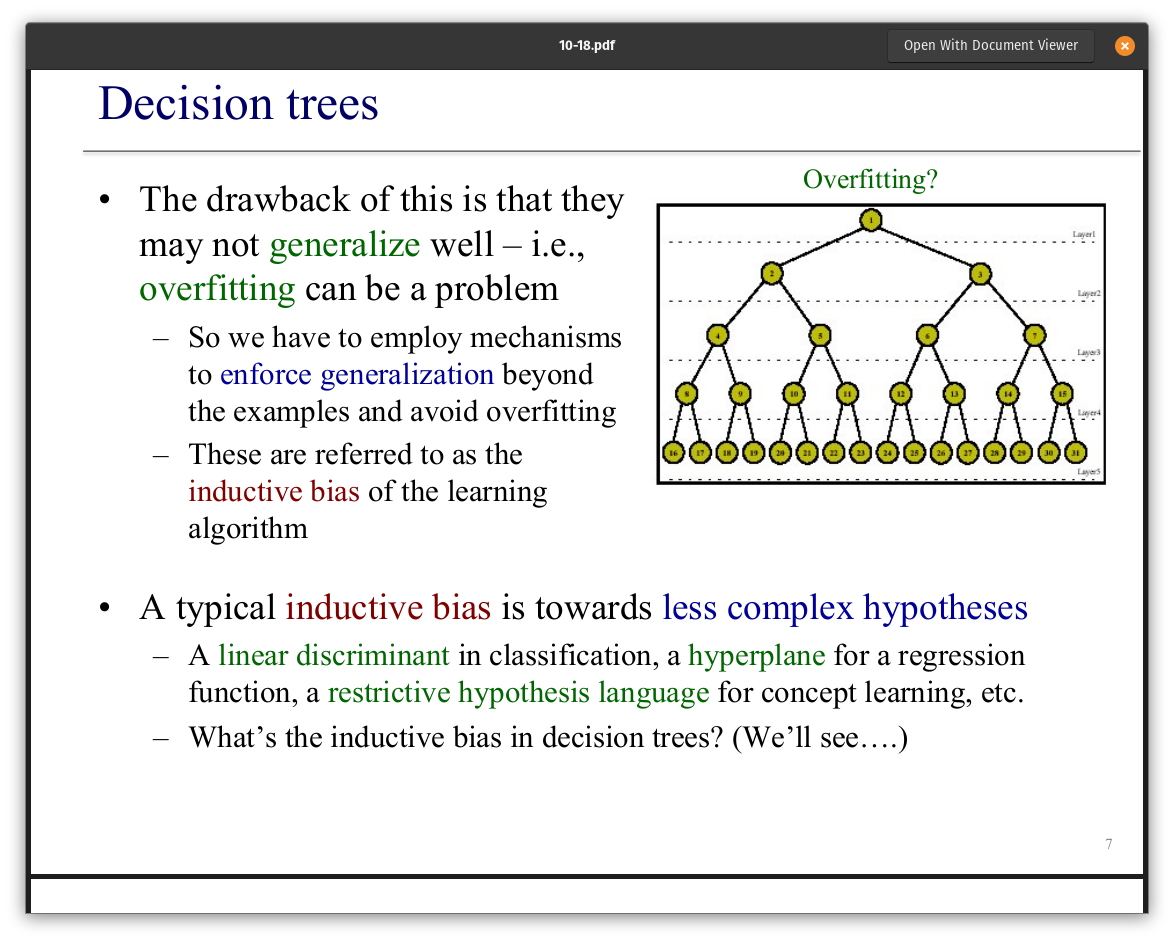 10-18.pdf
Open With Document Viewer
Decision trees
• The drawback of this is that they
may not generalize well – i.e.,
overfitting can be a problem
– So we have to employ mechanisms
to enforce generalization beyond
the examples and avoid overfitting
– These are referred to as the
inductive bias of the learning
algorithm
Overfitting?
1
Layer1
2 3
Layer2
4 5 6 7
Layer3
8 9 10 11 12 13 14 15
Layer4
16 17 18 19 20 21 22 23 24 25 26 27 28 29 30 31
Layer5
• A typical inductive bias is towards less complex hypotheses
– A linear discriminant in classification, a hyperplane for a regression
function, a restrictive hypothesis language for concept learning, etc.
– What’s the inductive bias in decision trees? (We’ll see….)
7